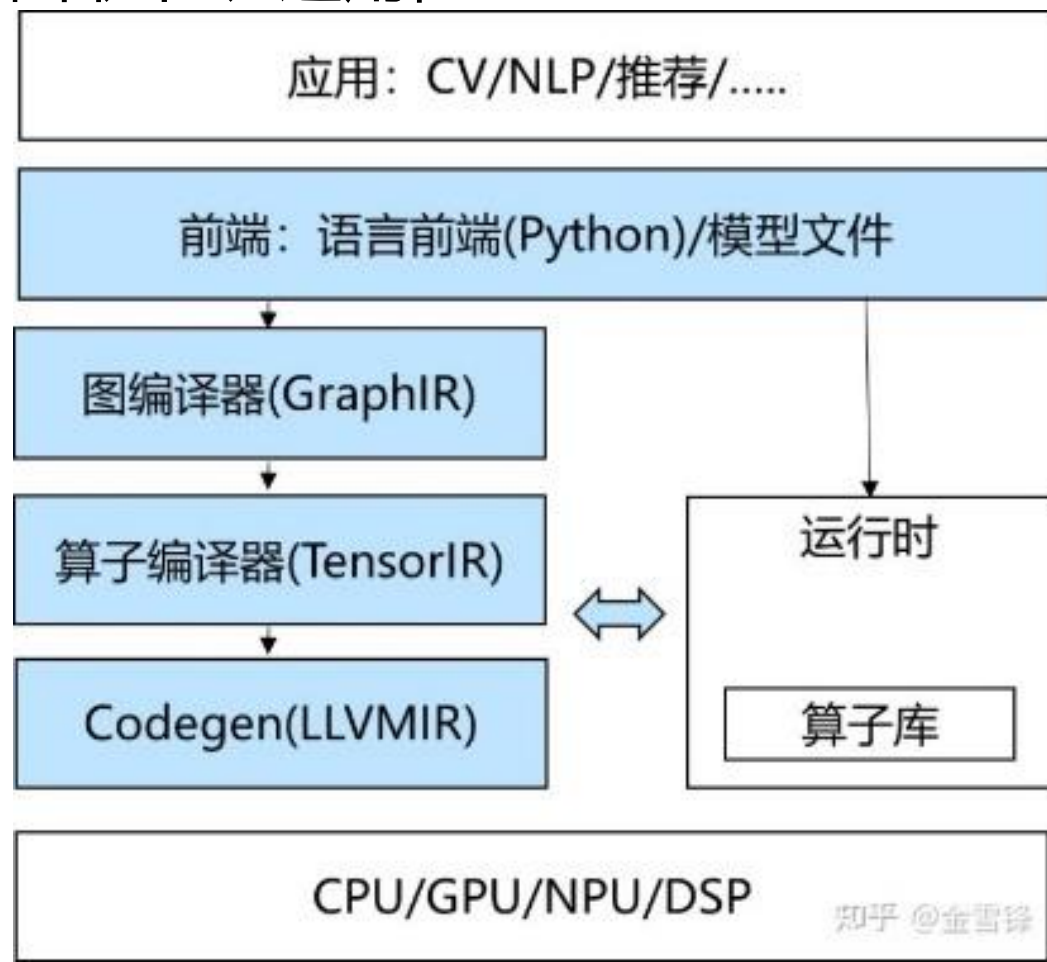 应用：CV/NLP/推荐/.....
前端：语言前端(Python)/模型文件
图编译器(GraphIR)
算子编译器(TensorIR)
Codegen(LLVMIR)
运行时
算子库
CPU/GPU/NPU/DSP
知乎 @金雪锋